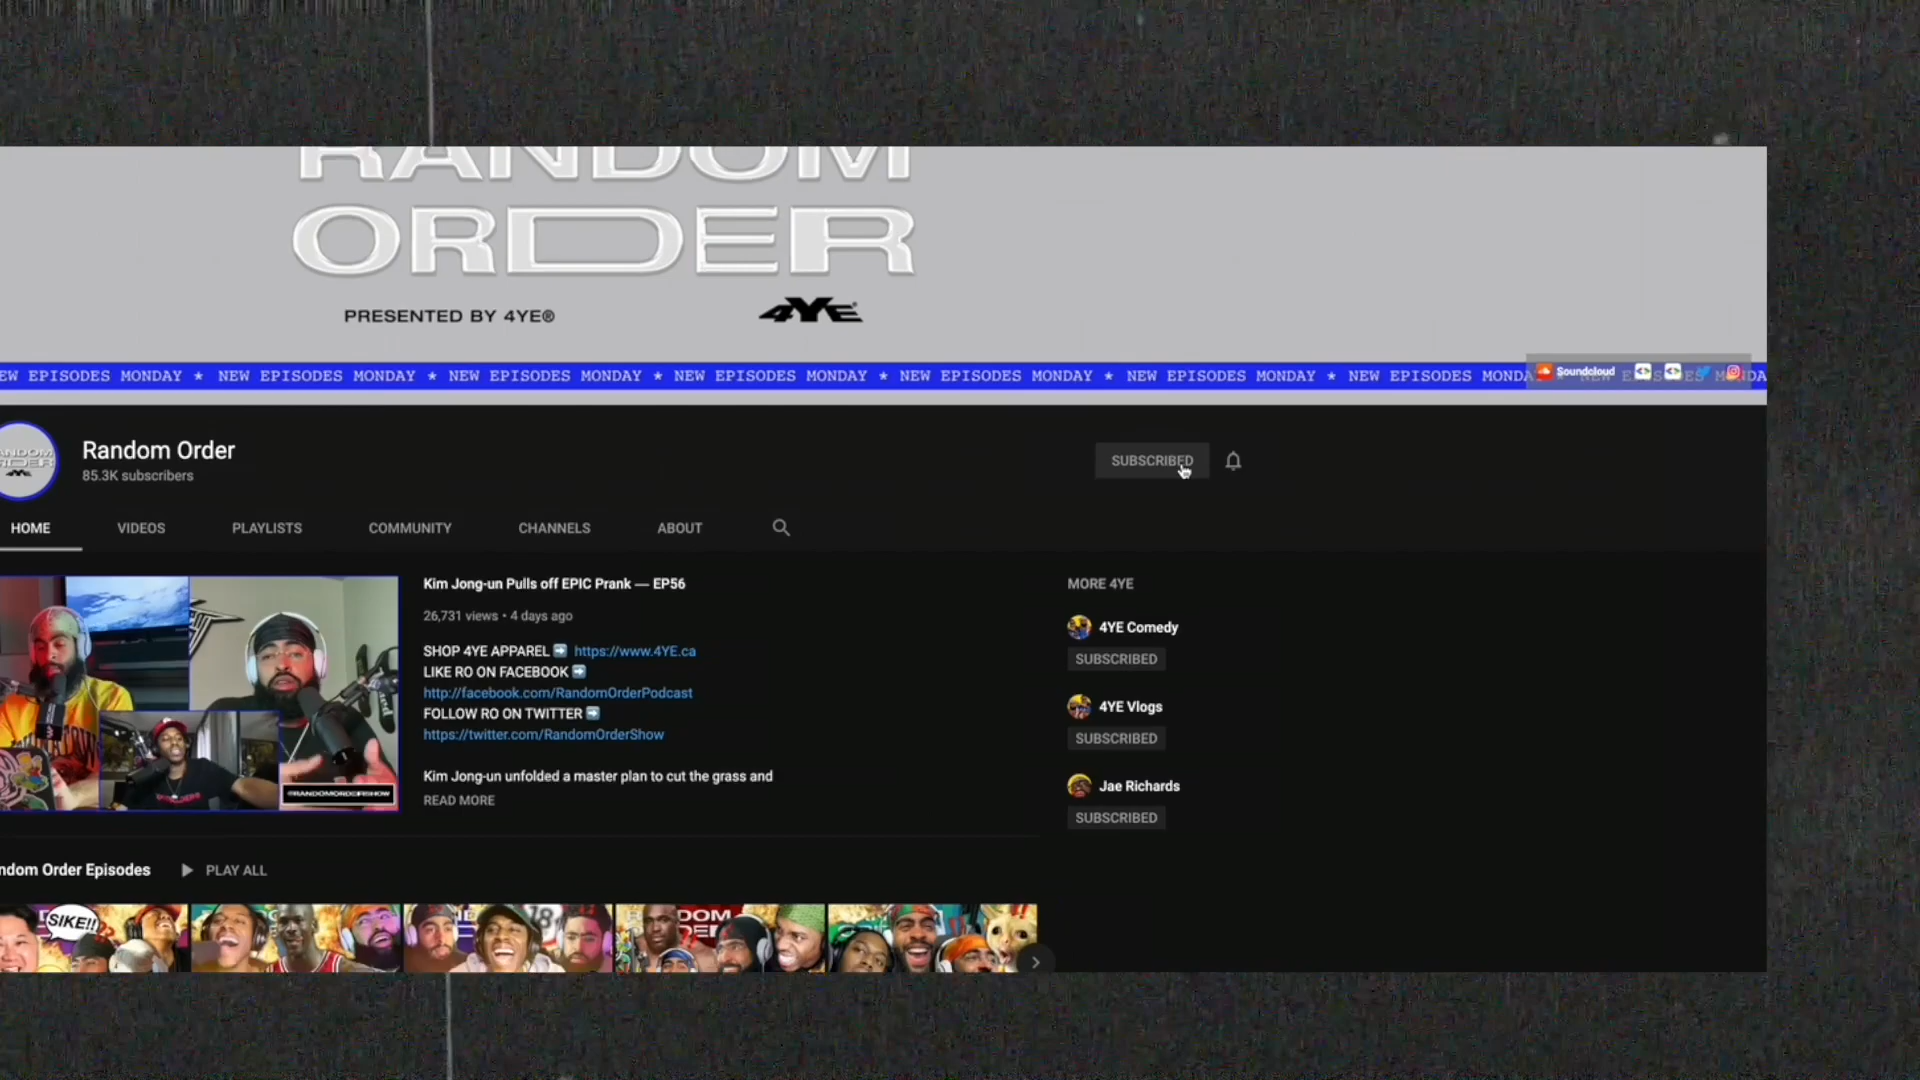 RANDOM
ORDER
PRESENTED BY 4YE®
4YE
EW EPISODES MONDAY ★ NEW EPISODES MONDAY ★ NEW EPISODES MONDAY ★ NEW EPISODES MONDAY ★ NEW EPISODES MONDAY ★ NEW EPISODES MONDAY ★ NEW EPISODES MONDA
Soundcloud
Random Order
85.3K subscribers
SUBSCRIBED
HOME VIDEOS PLAYLISTS COMMUNITY CHANNELS ABOUT
Kim Jong-un Pulls off EPIC Prank — EP56
26,731 views • 4 days ago
SHOP 4YE APPAREL ➡ https://www.4YE.ca
LIKE RO ON FACEBOOK ➡
http://facebook.com/RandomOrderPodcast
FOLLOW RO ON TWITTER ➡
https://twitter.com/RandomOrderShow
Kim Jong-un unfolded a master plan to cut the grass and
READ MORE
@RANDOMORDERSHOW
MORE 4YE
4YE Comedy
SUBSCRIBED
4YE Vlogs
SUBSCRIBED
Jae Richards
SUBSCRIBED
ndom Order Episodes PLAY ALL
SIKE!!